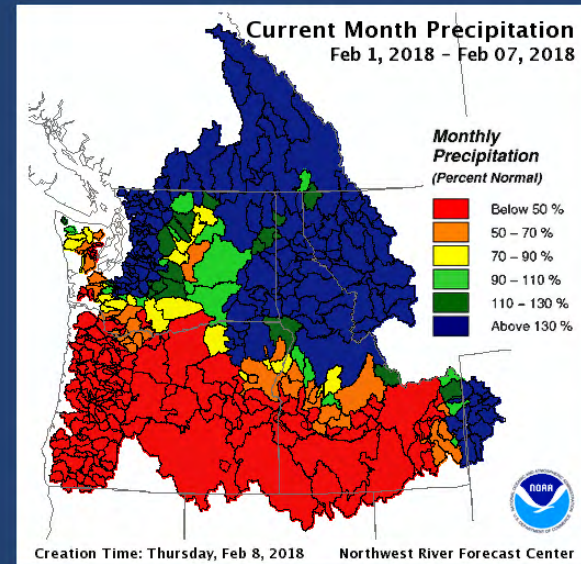 Current Month Precipitation
Feb 1, 2018 – Feb 07, 2018
Monthly
Precipitation
(Percent Normal)
Below 50 %
50 – 70 %
70 – 90 %
90 – 110 %
110 – 130 %
Above 130 %
NOAA
Creation Time: Thursday, Feb 8, 2018
Northwest River Forecast Center